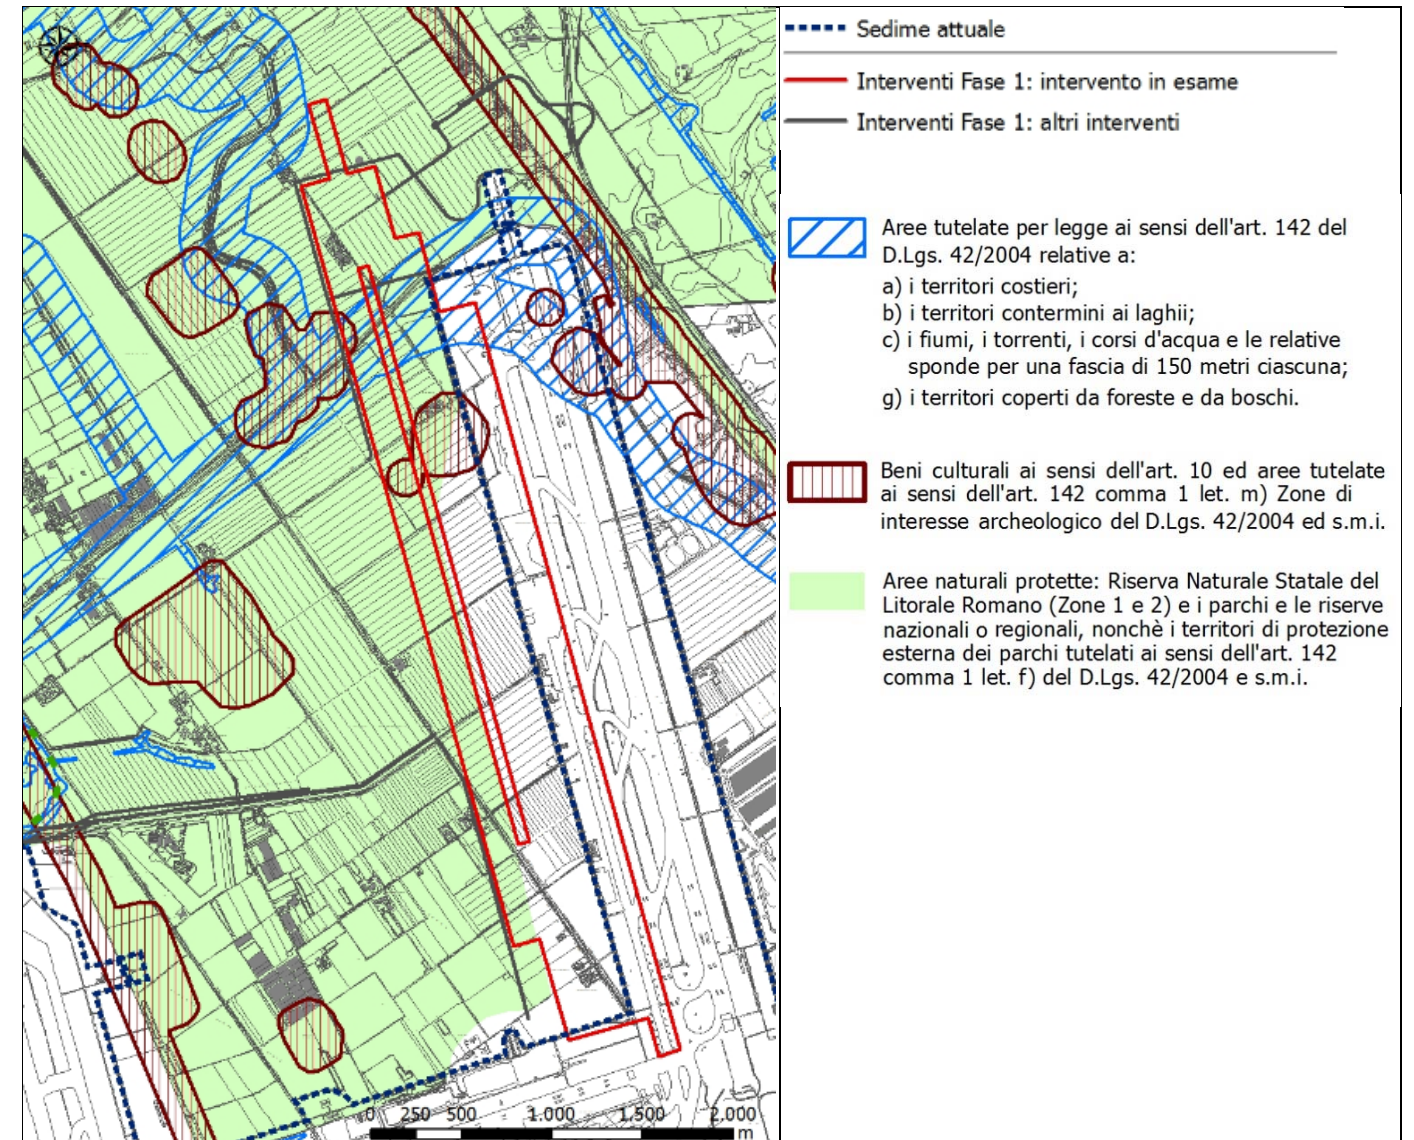 Sedime attuale
Interventi Fase 1: intervento in esame
Interventi Fase 1: altri interventi
Aree tutelate per legge ai sensi dell'art. 142 del
D.Lgs. 42/2004 relative a:
a) i territori costieri;
b) i territori contermini ai laghii;
c) i fiumi, i torrenti, i corsi d'acqua e le relative
sponde per una fascia di 150 metri ciascuna;
g) i territori coperti da foreste e da boschi.
Beni culturali ai sensi dell'art. 10 ed aree tutelate
ai sensi dell'art. 142 comma 1 let. m) Zone di
interesse archeologico del D.Lgs. 42/2004 ed s.m.i.
Aree naturali protette: Riserva Naturale Statale del
Litorale Romano (Zone 1 e 2) e i parchi e le riserve
nazionali o regionali, nonchè i territori di protezione
esterna dei parchi tutelati ai sensi dell'art. 142
comma 1 let. f) del D.Lgs. 42/2004 e s.m.i.
0 250 500 1.000 1.500 2.000
m